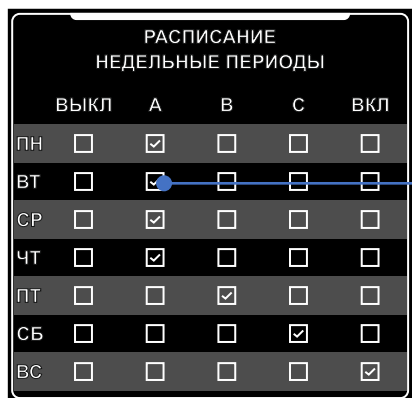 РАСПИСАНИЕ
НЕДЕЛЬНЫЕ ПЕРИОДЫ
ВЫКЛ A B C ВКЛ
ПН
ВТ
СР
ЧТ
ПТ
СБ
ВС